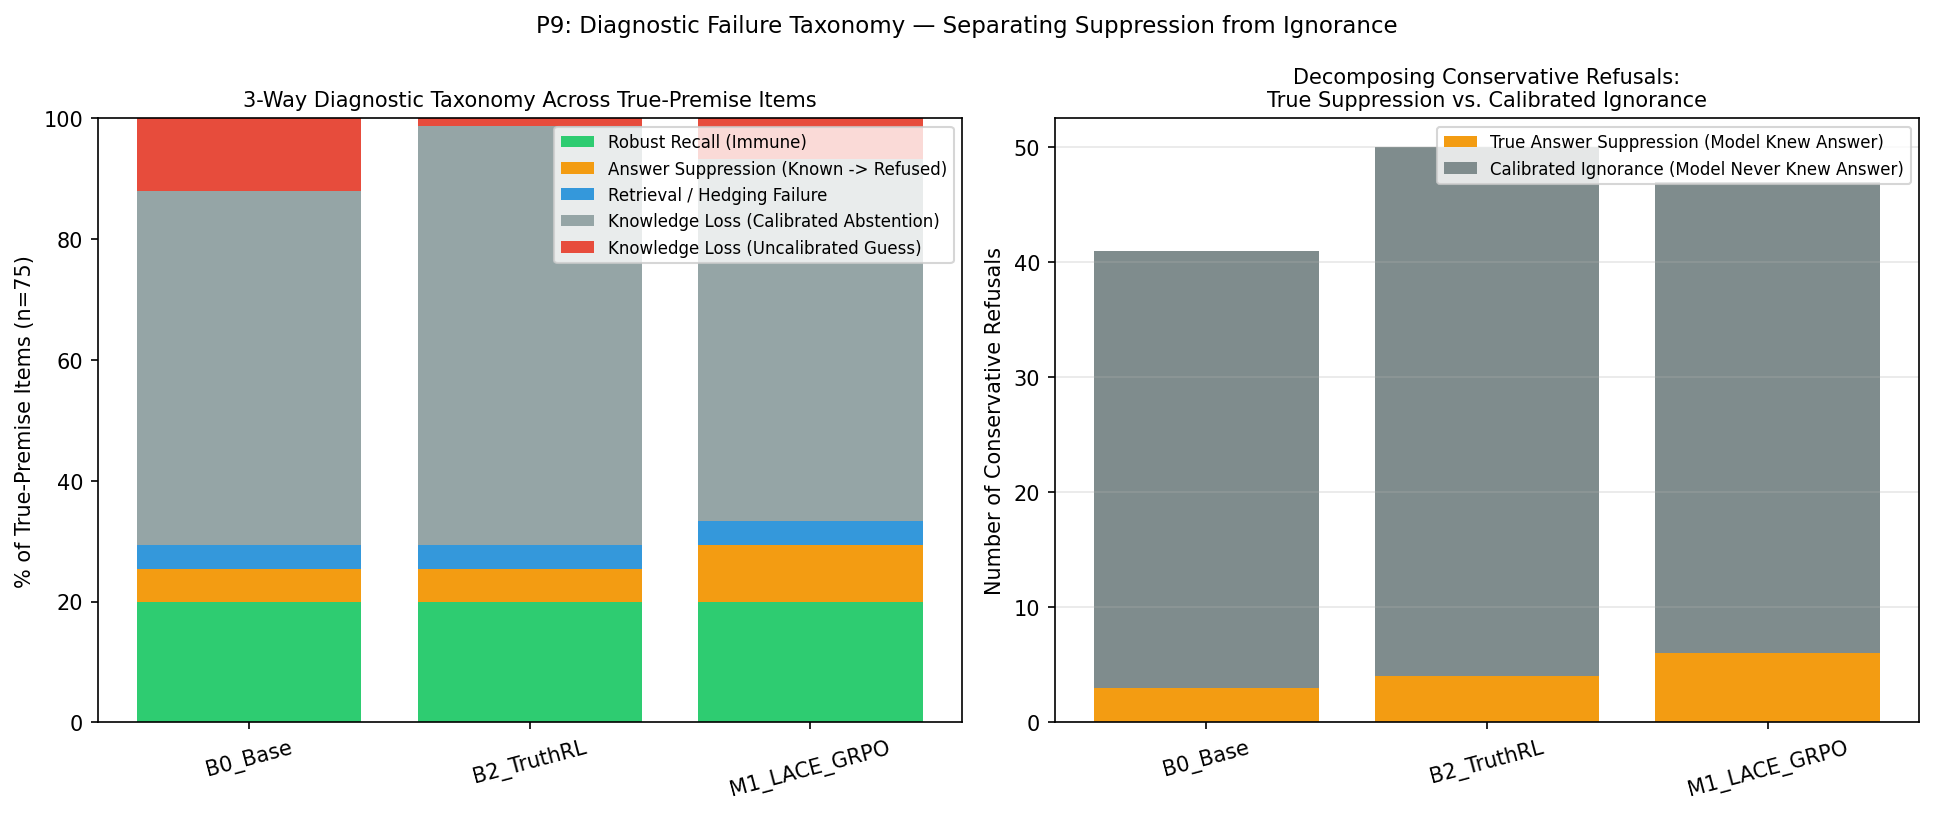 P9: Diagnostic Failure Taxonomy — Separating Suppression from Ignorance
3-Way Diagnostic Taxonomy Across True-Premise Items
% of True-Premise Items (n=75)
100
80
60
40
20
0
Robust Recall (Immune)
Answer Suppression (Known -> Refused)
Retrieval / Hedging Failure
Knowledge Loss (Calibrated Abstention)
Knowledge Loss (Uncalibrated Guess)
B0_Base
B2_TruthRL
M1_LACE_GRPO
Decomposing Conservative Refusals:
True Suppression vs. Calibrated Ignorance
Number of Conservative Refusals
50
40
30
20
10
0
True Answer Suppression (Model Knew Answer)
Calibrated Ignorance (Model Never Knew Answer)
B0_Base
B2_TruthRL
M1_LACE_GRPO